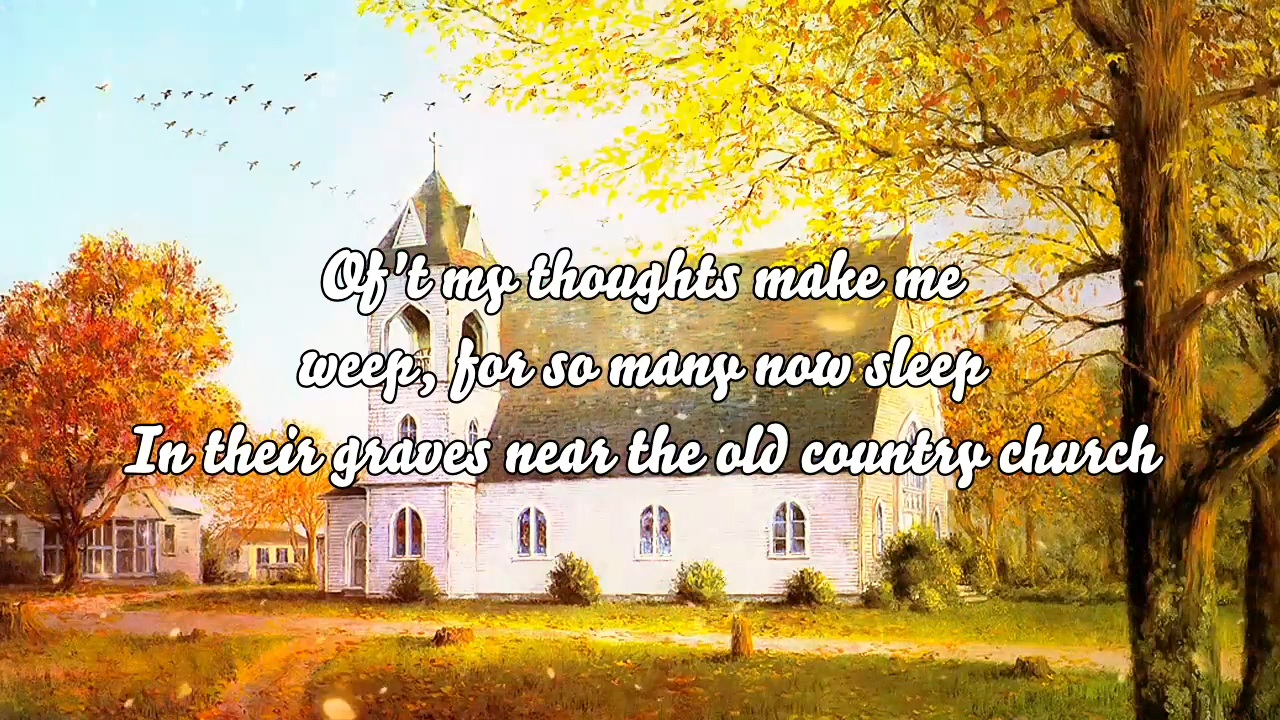 Of't my thoughts make me
weep, for so many now sleep
In their graves near the old country church